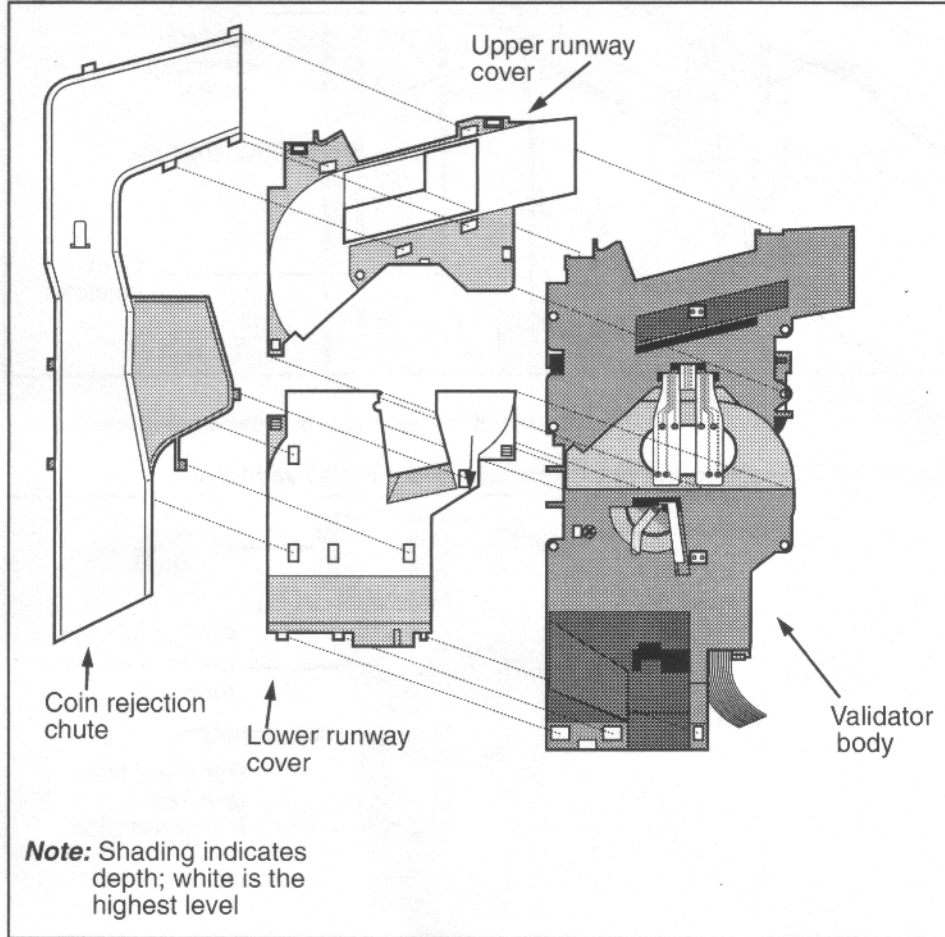 Upper runway
cover
Coin rejection
chute
Lower runway
cover
Validator
body
Note: Shading indicates
depth; white is the
highest level